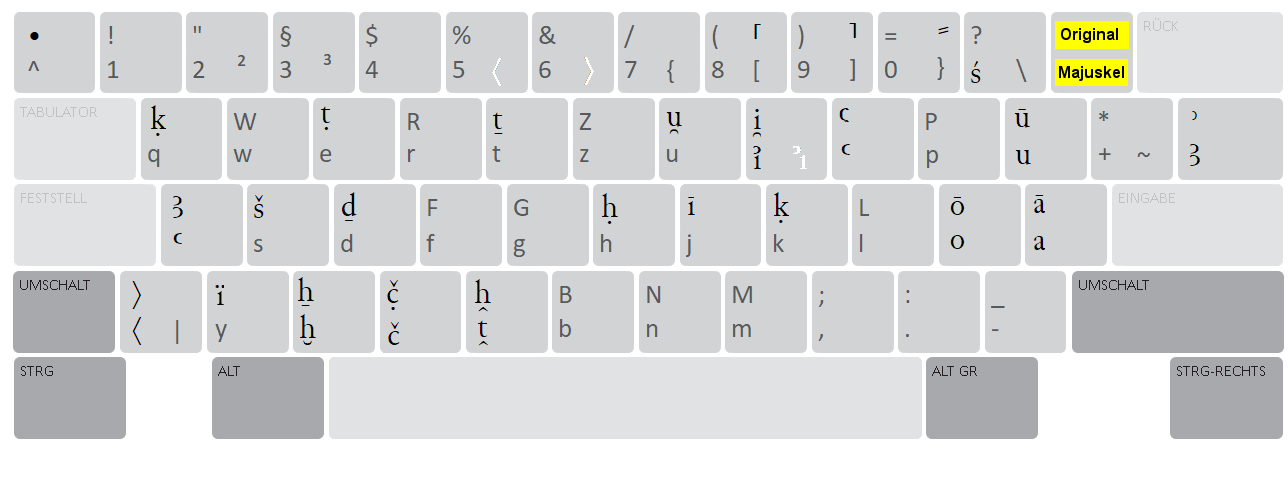 • ! " § $ % & / ( ⸢ ) ⸣ = ⸗ ? Original RÜCK
^ 1 2 ² 3 ³ 4 5 〈 6 〉 7 { 8 [ 9 ] 0 } ś \ Majuskel
TABULATOR ḳ W ṭ R ṯ Z u̯ i̯ ꜥ P ū * ʾ
q w e r t z u ꞽ ꞽ ꜥ p u + ~ ꜣ
FESTSTELL ꜣ š ḏ F G ḥ ī ḳ L ō ā EINGABE
ꜥ s d f g h j k l o a
UMSCHALT 〉 ï ẖ č̣ h̭ B N M ; : _ UMSCHALT
〈 | y ḫ č ṱ b n m , . -
STRG ALT ALT GR STRG-RECHTS